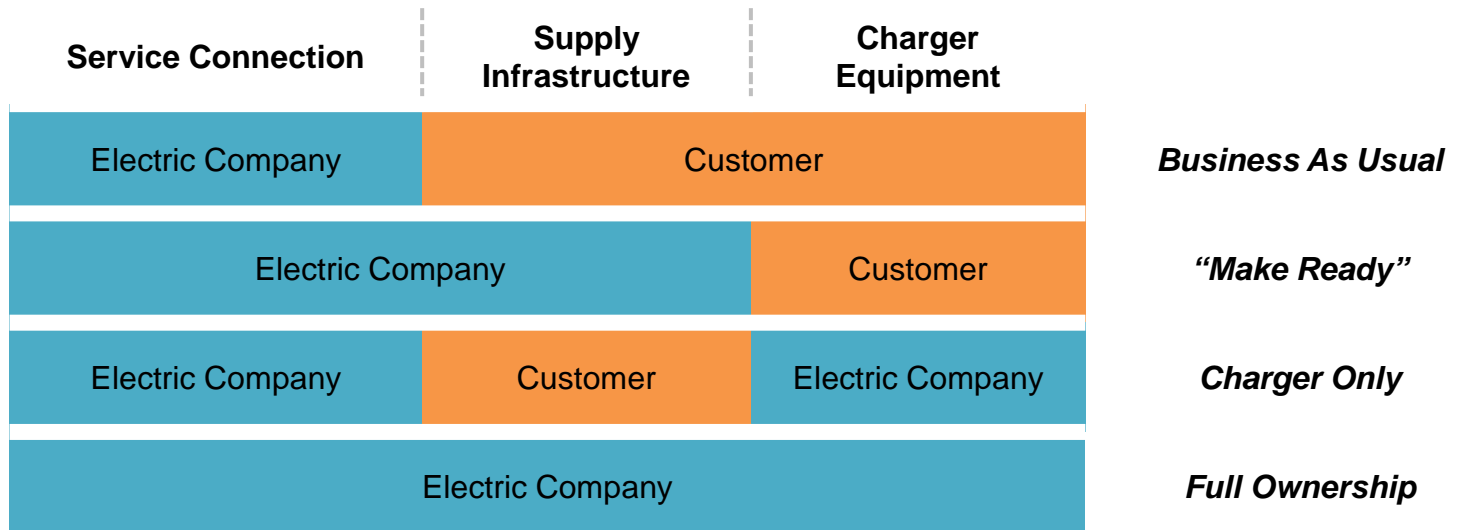 Service Connection
Supply
Infrastructure
Charger
Equipment
Electric Company
Customer
Business As Usual
Electric Company
Customer
“Make Ready”
Electric Company
Customer
Electric Company
Charger Only
Electric Company
Full Ownership